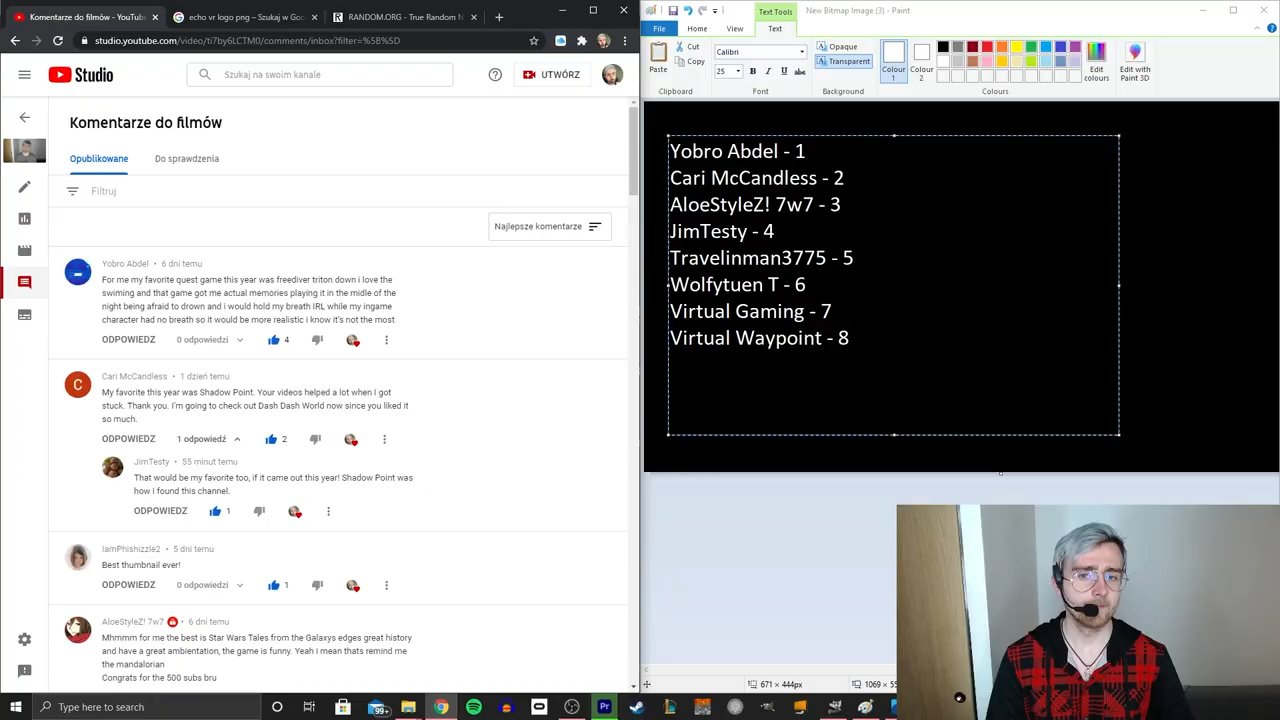 Komentarze do filmów - YouTube S
echo vr logo png – Szukaj w Goo
RANDOM.ORG - True Random N
studio.youtube.com/video/ti7by6LCTM0/comments/inbox?filter=%5B%5D
Studio
Szukaj na swoim kanale
UTWÓRZ
Komentarze do filmów
Opublikowane
Do sprawdzenia
Filtruj
Najlepsze komentarze
Yobro Abdel • 6 dni temu
For me my favorite quest game this year was freediver triton down i love the
swiming and that game got me actual memories playing it in the midle of the
night being afraid to drown and i would hold my breath IRL while my ingame
character had no breath so it would be more realistic i know it's not the most
ODPOWIEDZ 0 odpowiedzi 4
Cari McCandless • 1 dzień temu
My favorite this year was Shadow Point. Your videos helped a lot when I got
stuck. Thank you. I'm going to check out Dash Dash World now since you liked it
so much.
ODPOWIEDZ 1 odpowiedź 2
JimTesty • 55 minut temu
That would be my favorite too, if it came out this year! Shadow Point was
how I found this channel.
ODPOWIEDZ 1
IamPhishizzle2 • 5 dni temu
Best thumbnail ever!
ODPOWIEDZ 0 odpowiedzi 1
AloeStyleZ! 7w7 • 6 dni temu
Mhmmm for me the best is Star Wars Tales from the Galaxys edges great history
and have a great ambientation, the game is funny. Yeah i mean thats remind me
the mandalorian
Congrats for the 500 subs bru
Text Tools
New Bitmap Image (3) - Paint
File
Home
View
Text
Paste
Cut
Copy
Clipboard
Calibri
25
B I U abc
Font
Opaque
Transparent
Background
Colour 1
Colour 2
Colours
Edit colours
Edit with Paint 3D
Yobro Abdel - 1
Cari McCandless - 2
AloeStyleZ! 7w7 - 3
JimTesty - 4
Travelinman3775 - 5
Wolfytuen T - 6
Virtual Gaming - 7
Virtual Waypoint - 8
671 × 444px
Type here to search
99+
Pr